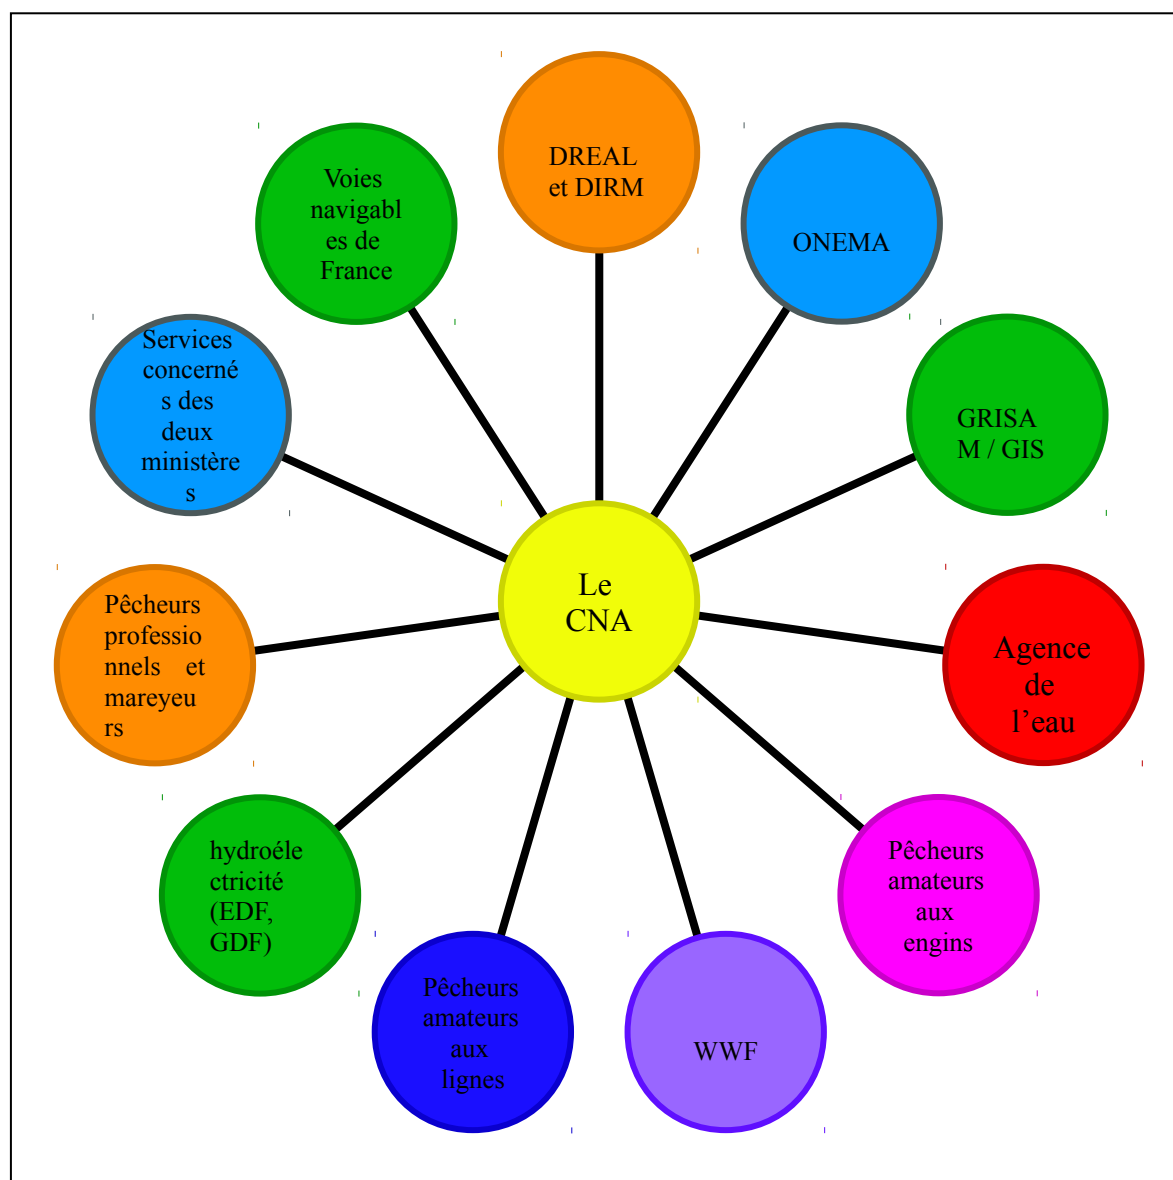 DREAL
et DIRM
Voies
navigabl
es de
France
ONEMA
Services
concerné
s des
deux
ministère
s
GRISA
M / GIS
Le
CNA
Pêcheurs
professio
nnels et
mareyeu
rs
Agence
de
l’eau
hydroéle
ctricité
(EDF,
GDF)
Pêcheurs
amateurs
aux
engins
Pêcheurs
amateurs
aux
lignes
WWF